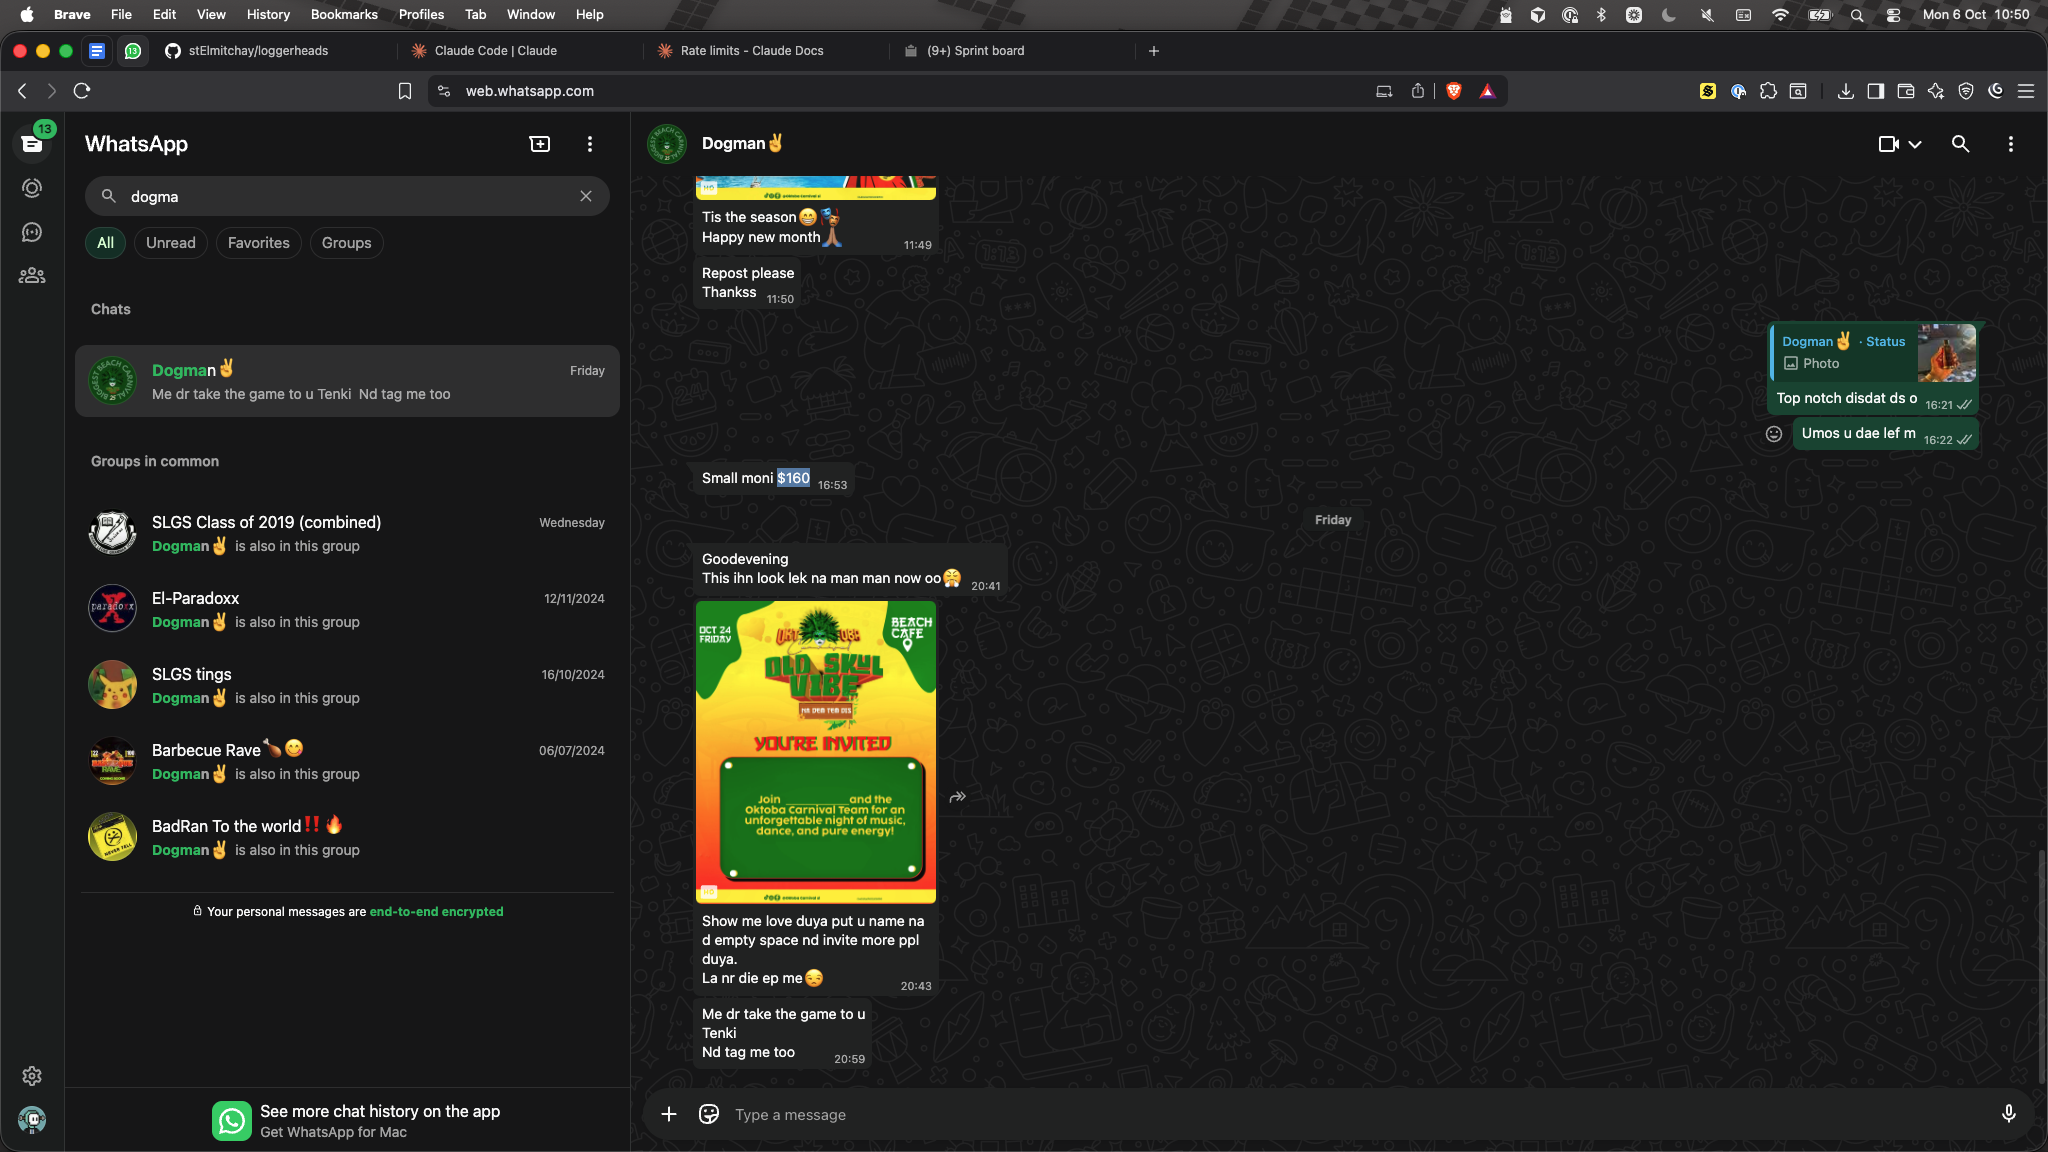 Brave File Edit View History Bookmarks Profiles Tab Window Help
Mon 6 Oct 10:50
13
stElmitchay/loggerheads
Claude Code | Claude
Rate limits - Claude Docs
(9+) Sprint board
web.whatsapp.com
13
WhatsApp
dogma
All Unread Favorites Groups
Chats
Dogman✌️ Friday
Me dr take the game to u Tenki Nd tag me too
Groups in common
SLGS Class of 2019 (combined) Wednesday
Dogman✌️ is also in this group
El-Paradoxx 12/11/2024
Dogman✌️ is also in this group
SLGS tings 16/10/2024
Dogman✌️ is also in this group
Barbecue Rave🍗😋 06/07/2024
Dogman✌️ is also in this group
BadRan To the world‼️🔥
Dogman✌️ is also in this group
Your personal messages are end-to-end encrypted
See more chat history on the app
Get WhatsApp for Mac
Dogman✌️
HD
Tis the season😁
Happy new month
11:49
Repost please
Thankss 11:50
Dogman✌️ · Status
Photo
Top notch disdat ds o 16:21
Umos u dae lef m 16:22
Small moni $160 16:53
Friday
Goodevening
This ihn look lek na man man now oo😤 20:41
OCT 24
FRIDAY
BEACH
CAFE
OKTOBA
Carnival
OLD SKUL
VIBE
NA DEM TEM DIS
YOU'RE INVITED
Join __________ and the
Oktoba Carnival Team for an
unforgettable night of music,
dance, and pure energy!
HD
Show me love duya put u name na
d empty space nd invite more ppl
duya.
La nr die ep me😒
20:43
Me dr take the game to u
Tenki
Nd tag me too 20:59
Type a message